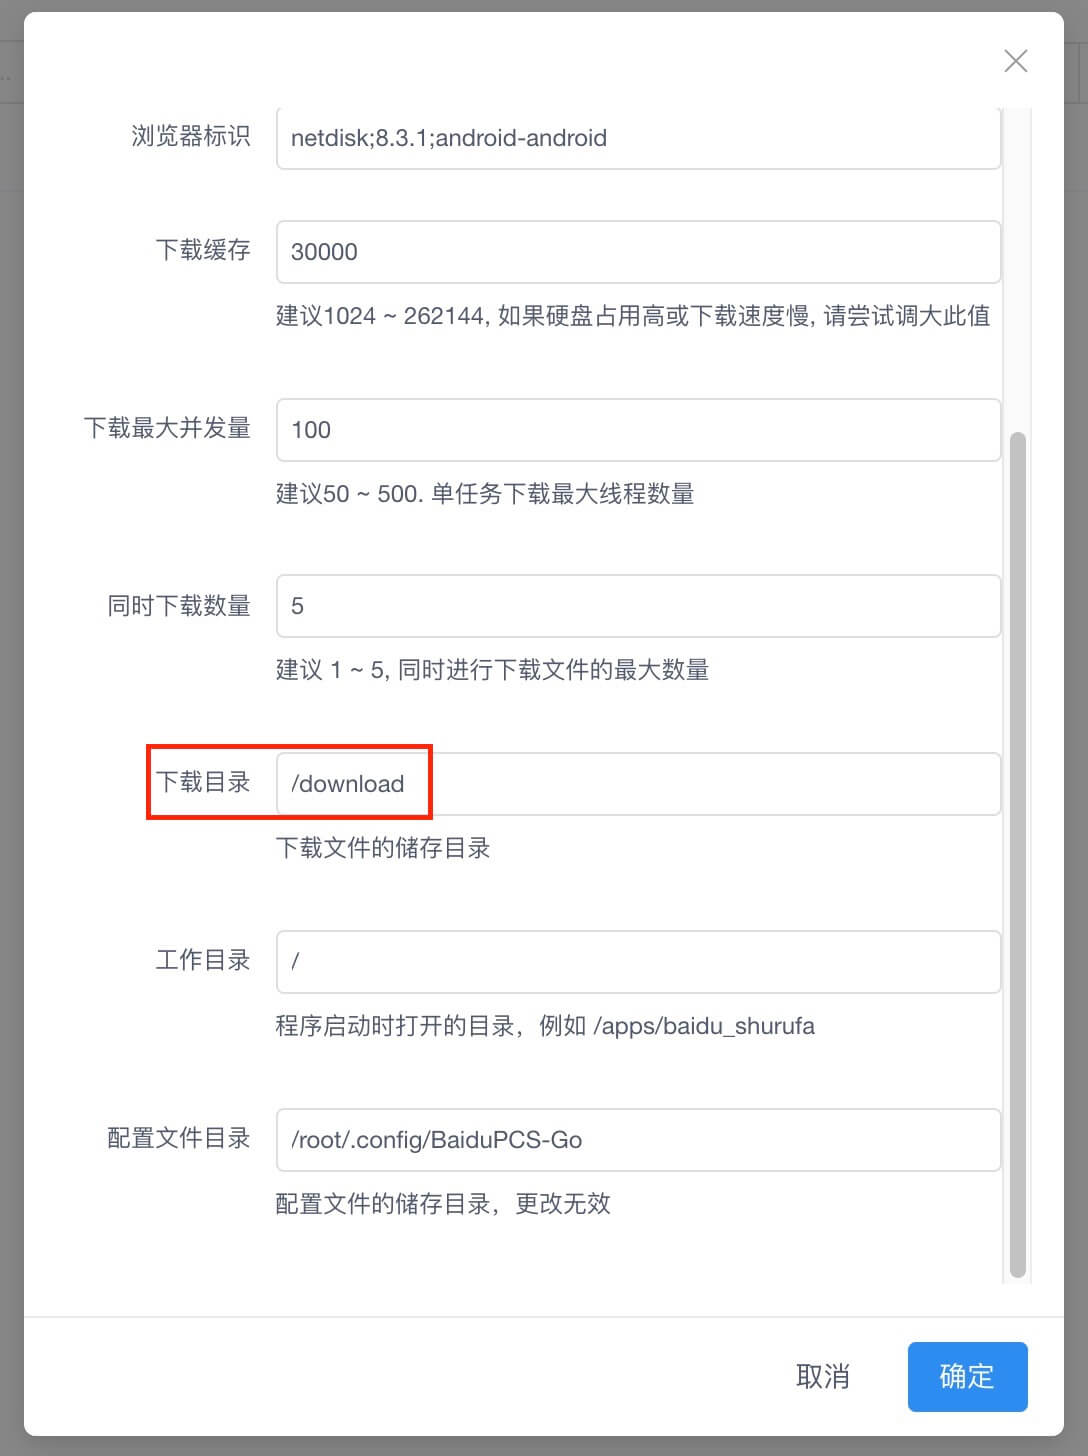 浏览器标识 netdisk;8.3.1;android-android
下载缓存 30000
建议1024 ~ 262144, 如果硬盘占用高或下载速度慢, 请尝试调大此值
下载最大并发量 100
建议50 ~ 500. 单任务下载最大线程数量
同时下载数量 5
建议 1 ~ 5, 同时进行下载文件的最大数量
下载目录 /download
下载文件的储存目录
工作目录 /
程序启动时打开的目录，例如 /apps/baidu_shurufa
配置文件目录 /root/.config/BaiduPCS-Go
配置文件的储存目录，更改无效
取消 确定